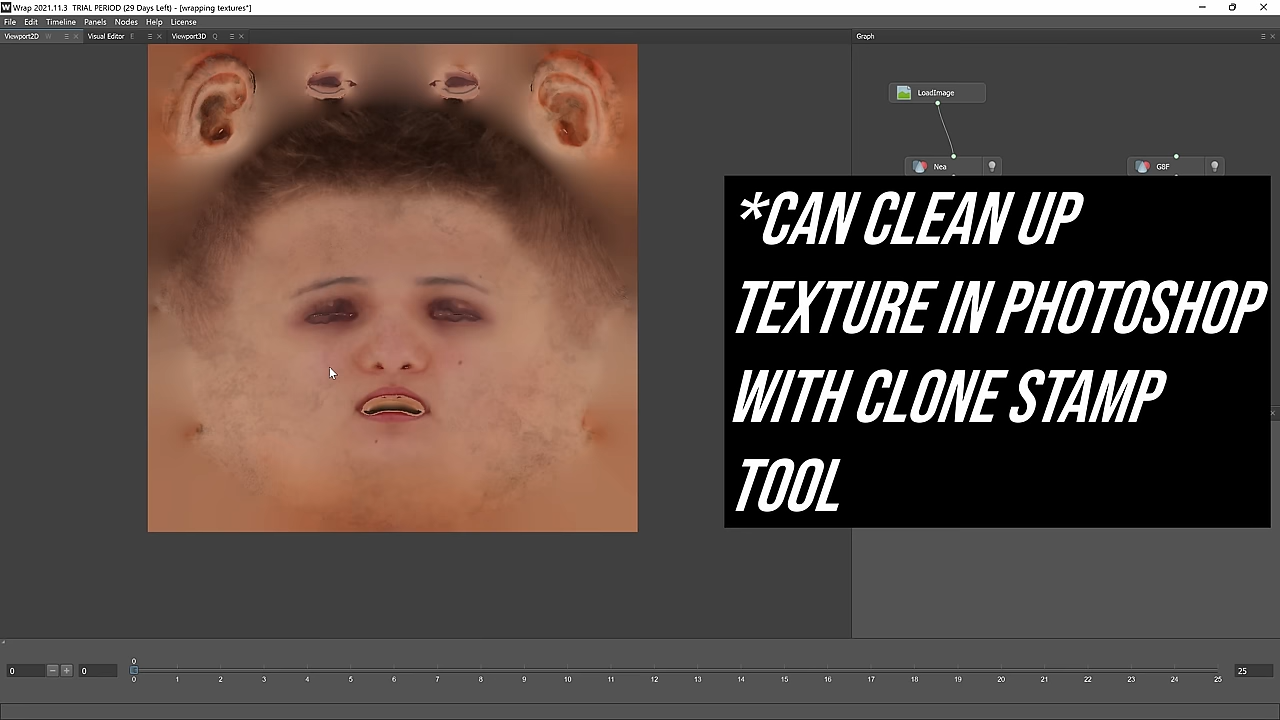 Wrap 2021.11.3 TRIAL PERIOD (29 Days Left) - [wrapping textures*]
File Edit Timeline Panels Nodes Help License
Viewport2D W Visual Editor E Viewport3D Q Graph
LoadImage
Nea G8F
*CAN CLEAN UP
TEXTURE IN PHOTOSHOP
WITH CLONE STAMP
TOOL
0
0 0 25
0 1 2 3 4 5 6 7 8 9 10 11 12 13 14 15 16 17 18 19 20 21 22 23 24 25